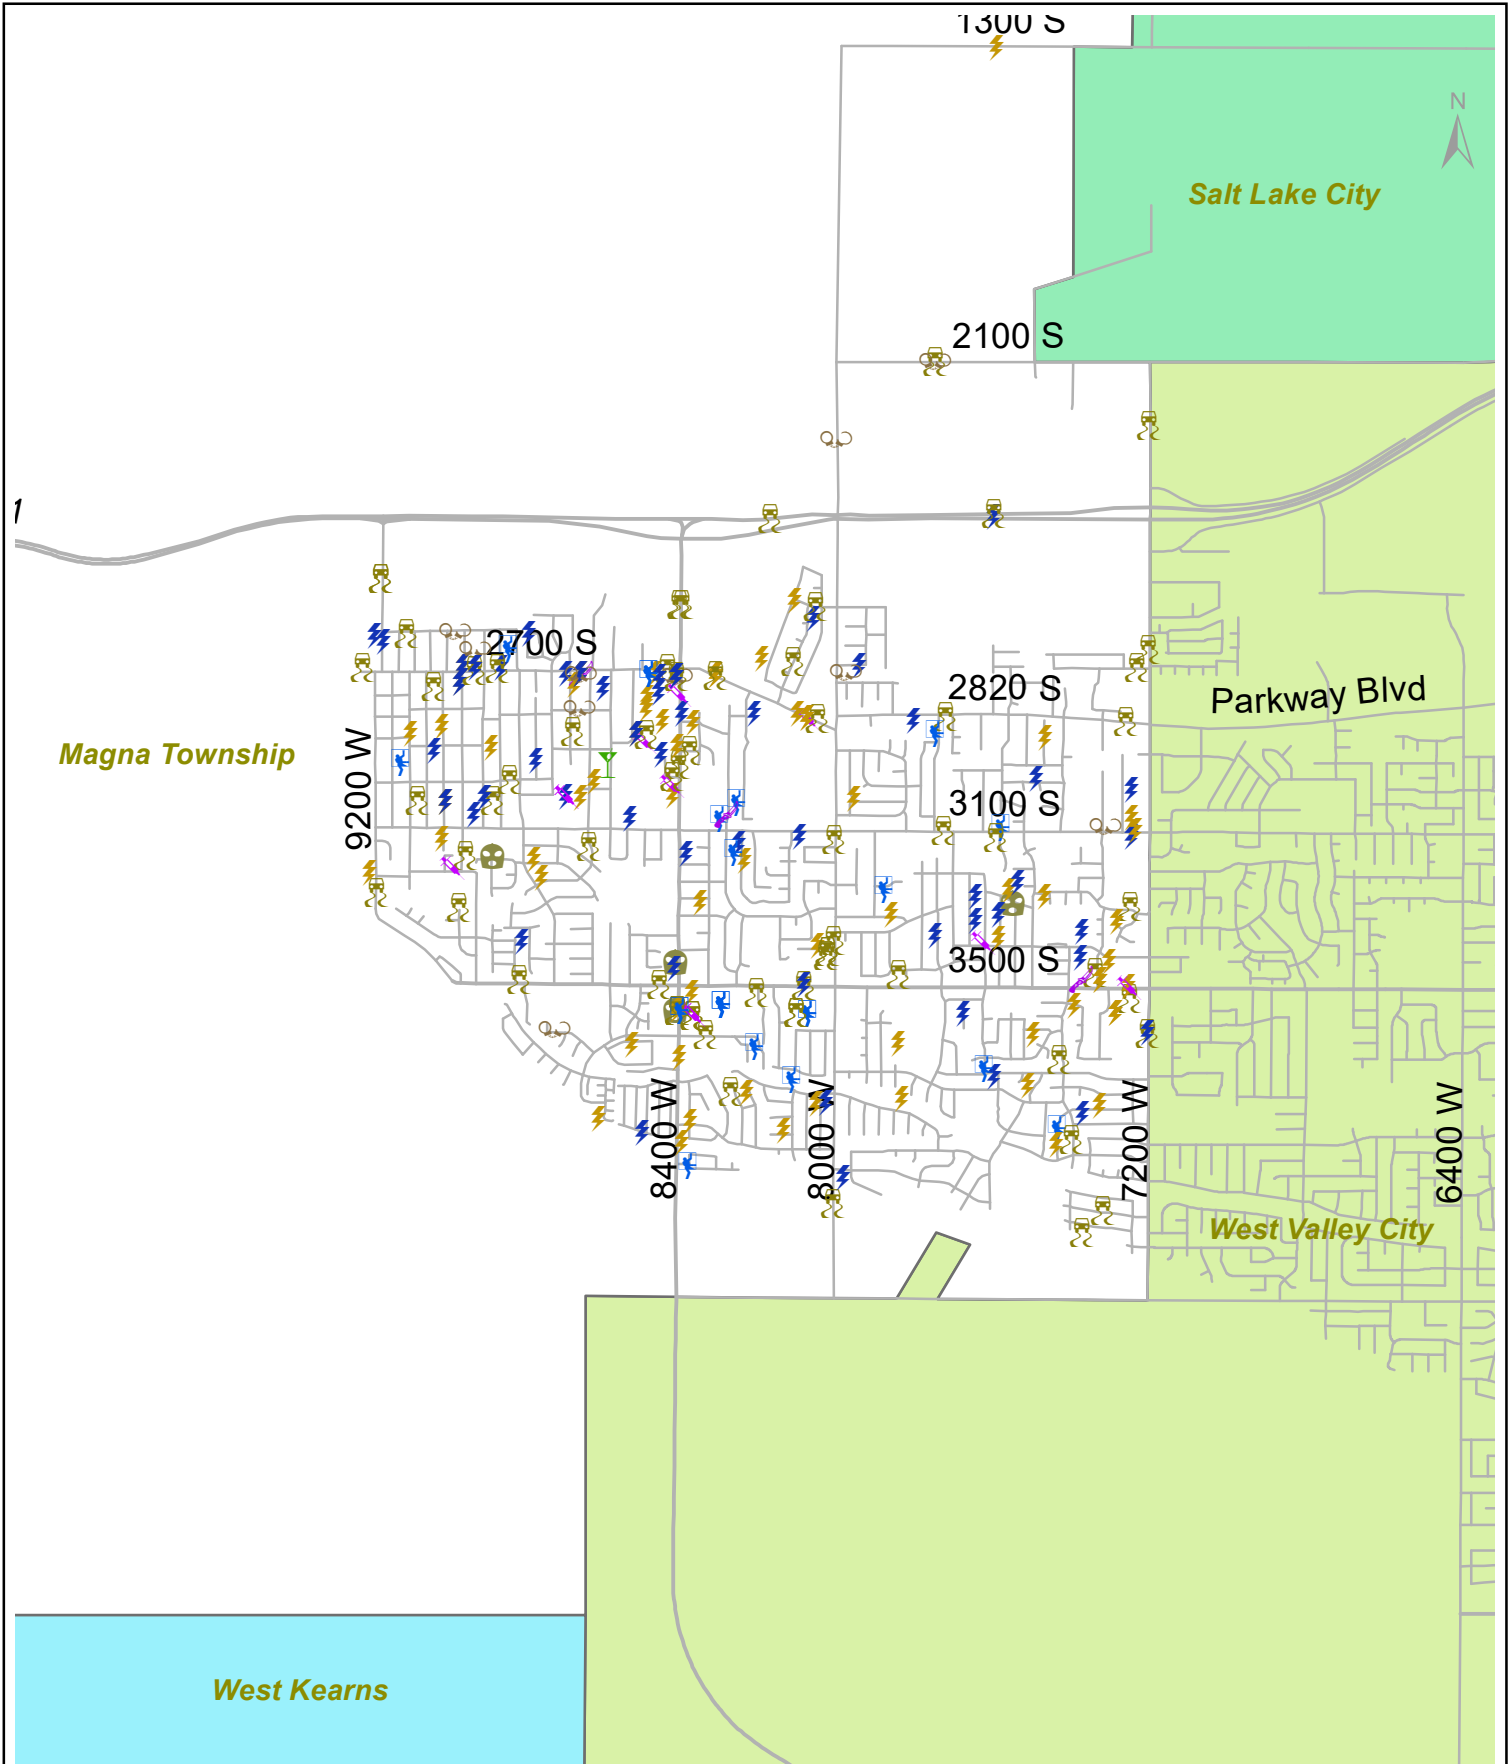 1300 S
N
Salt Lake City
2100 S
1
2700 S
2820 S
Parkway Blvd
Magna Township
9200 W
3100 S
3500 S
8400 W
8000 W
7200 W
6400 W
West Valley City
West Kearns